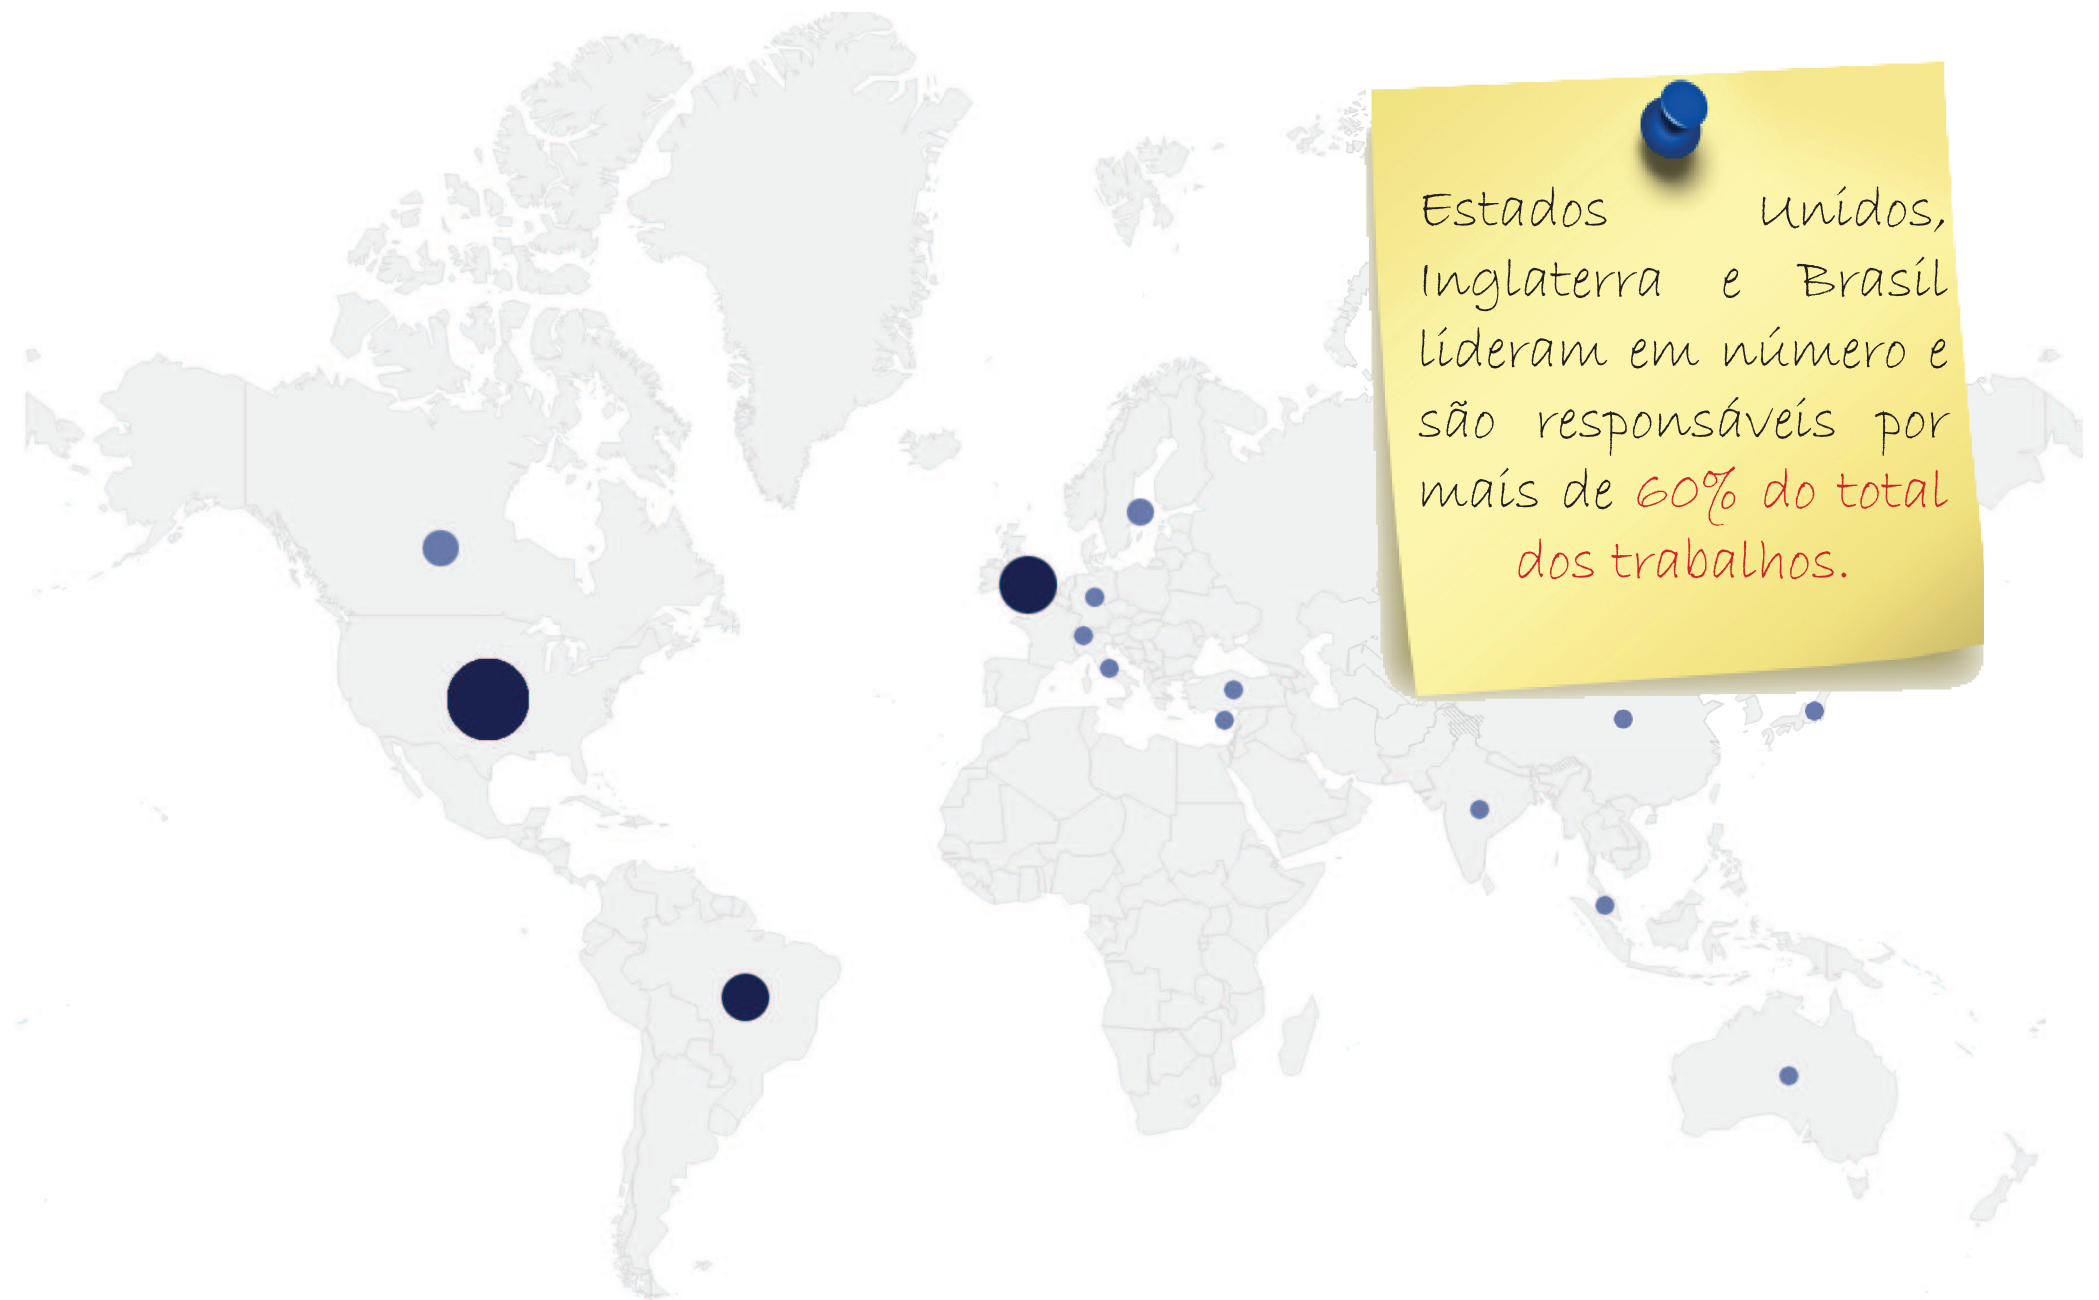 Estados Unidos,
Inglaterra e Brasil
lideram em número e
são responsáveis por
mais de 60% do total
dos trabalhos.